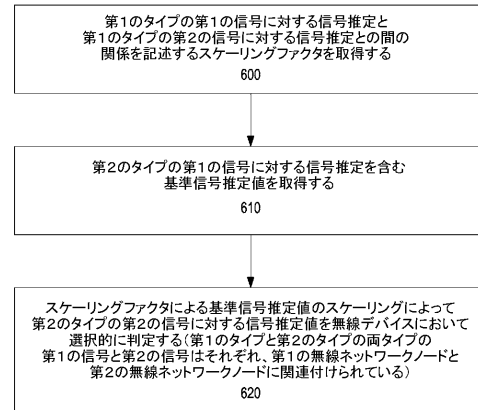 第1のタイプの第1の信号に対する信号推定と
第1のタイプの第2の信号に対する信号推定との間の
関係を記述するスケーリングファクタを取得する
600
第2のタイプの第1の信号に対する信号推定を含む
基準信号推定値を取得する
610
スケーリングファクタによる基準信号推定値のスケーリングによって
第2のタイプの第2の信号に対する信号推定値を無線デバイスにおいて
選択的に判定する(第1のタイプと第2のタイプの両タイプの
第1の信号と第2の信号はそれぞれ、第1の無線ネットワークノードと
第2の無線ネットワークノードに関連付けられている)
620